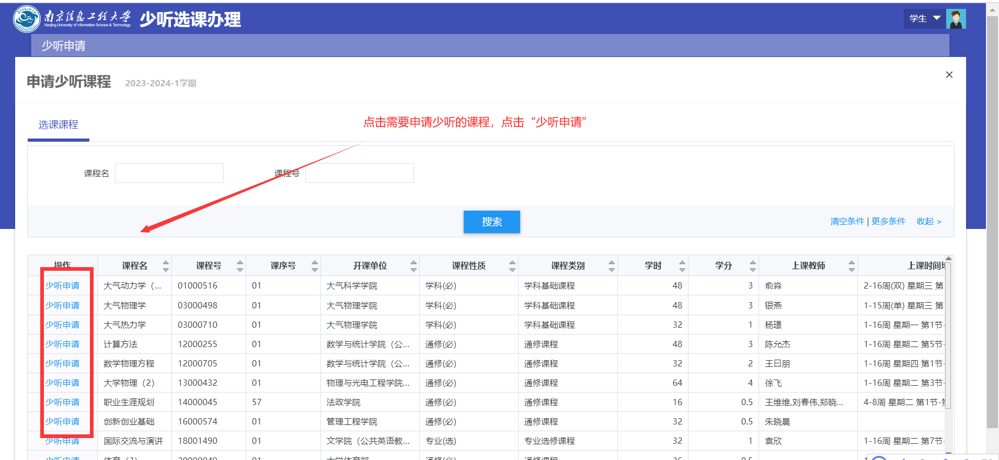 南京信息工程大学
Nanjing University of Information Science & Technology
少听选课办理
学生
少听申请
申请少听课程 2023-2024-1学期
选课课程
点击需要申请少听的课程，点击“少听申请”
课程名 课程号
搜索
清空条件 | 更多条件 收起 >
操作 课程名 课程号 课序号 开课单位 课程性质 课程类别 学时 学分 上课教师 上课时间
少听申请 大气动力学（... 01000516 01 大气科学学院 学科(必) 学科基础课程 48 3 俞淼 2-16周(双) 星期三 第
少听申请 大气物理学 03000498 01 大气物理学院 学科(必) 学科基础课程 48 3 银燕 1-15周(单) 星期三 第
少听申请 大气热力学 03000710 01 大气物理学院 学科(必) 学科基础课程 32 1 杨璟 1-16周 星期一 第1节-
少听申请 计算方法 12000255 01 数学与统计学院（公... 通修(必) 通修课程 48 3 陈允杰 1-16周 星期二 第5节-
少听申请 数学物理方程 12000705 01 数学与统计学院（公... 通修(必) 通修课程 32 2 王曰朋 1-16周 星期四 第1节-
少听申请 大学物理（2） 13000432 01 物理与光电工程学院... 通修(必) 通修课程 64 4 徐飞 1-16周 星期二 第3节-
少听申请 职业生涯规划 14000045 57 法政学院 通修(必) 通修课程 16 0.5 王维维,刘春伟,郑晓... 4-8周 星期二 第1节-第
少听申请 创新创业基础 16000574 01 管理工程学院 通修(必) 通修课程 32 0.5 朱晓晨
少听申请 国际交流与演讲 18001490 01 文学院（公共英语教... 专业(选) 专业选修课程 32 1 袁欣 1-16周 星期二 第7节-
少听申请 体育（3） 20000049 01 大学体育部 通修(必) 通修课程 36 0.5